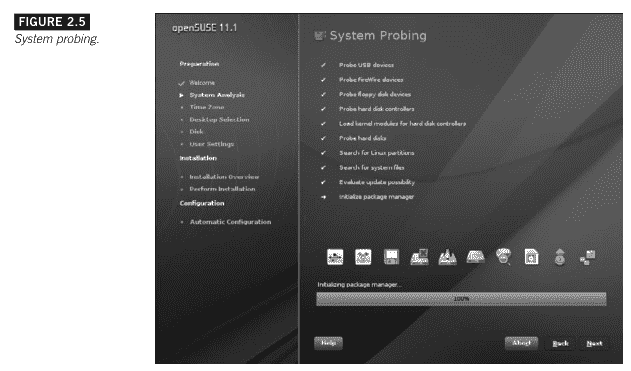 FIGURE 2.5
System probing.
openSUSE 11.1
Preparation
Welcome
System Analysis
Time Zone
Desktop Selection
Disk
User Settings
Installation
Installation Overview
Perform Installation
Configuration
Automatic Configuration
System Probing
Probe USB devices
Probe FireWire devices
Probe floppy disk devices
Probe hard disk controllers
Load kernel modules for hard disk controllers
Probe hard disks
Search for Linux partitions
Search for system files
Evaluate update possibility
Initialize package manager
Initializing package manager...
100%
Help
Abort
Back
Next